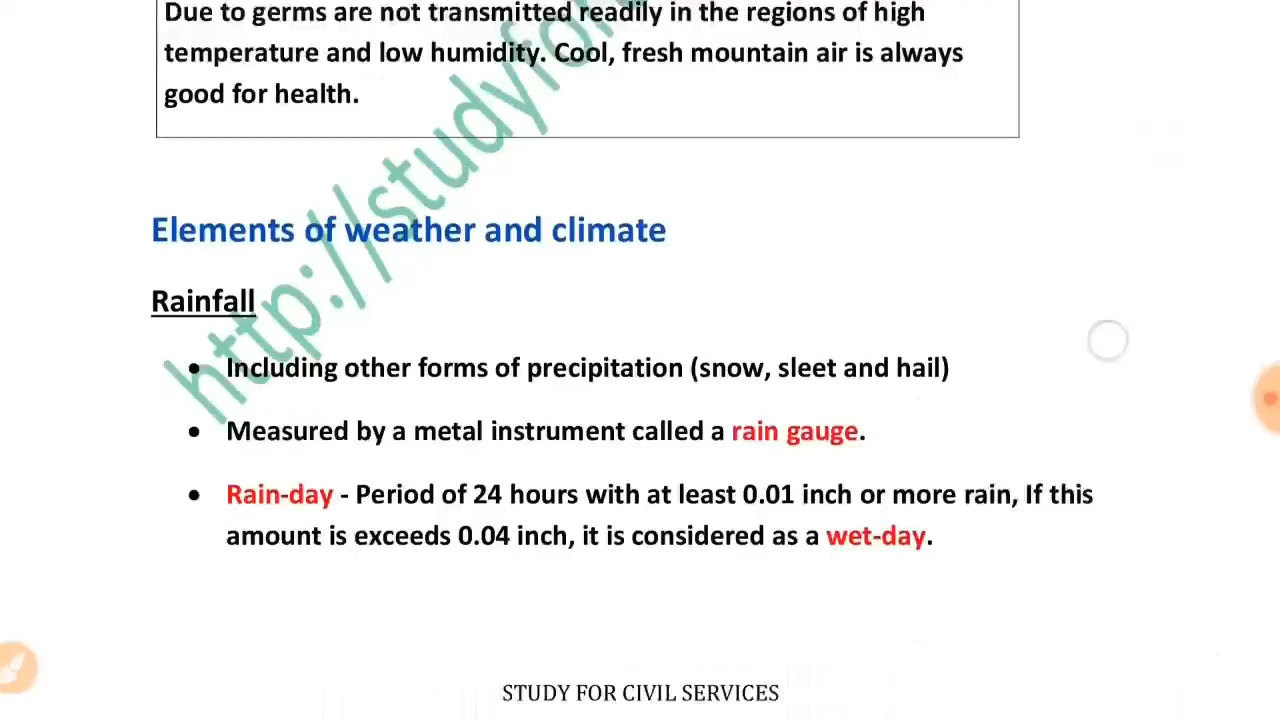 Due to germs are not transmitted readily in the regions of high
temperature and low humidity. Cool, fresh mountain air is always
good for health.
http://studyfor
Elements of weather and climate
Rainfall
• Including other forms of precipitation (snow, sleet and hail)
• Measured by a metal instrument called a rain gauge.
• Rain-day - Period of 24 hours with at least 0.01 inch or more rain, If this
amount is exceeds 0.04 inch, it is considered as a wet-day.
STUDY FOR CIVIL SERVICES